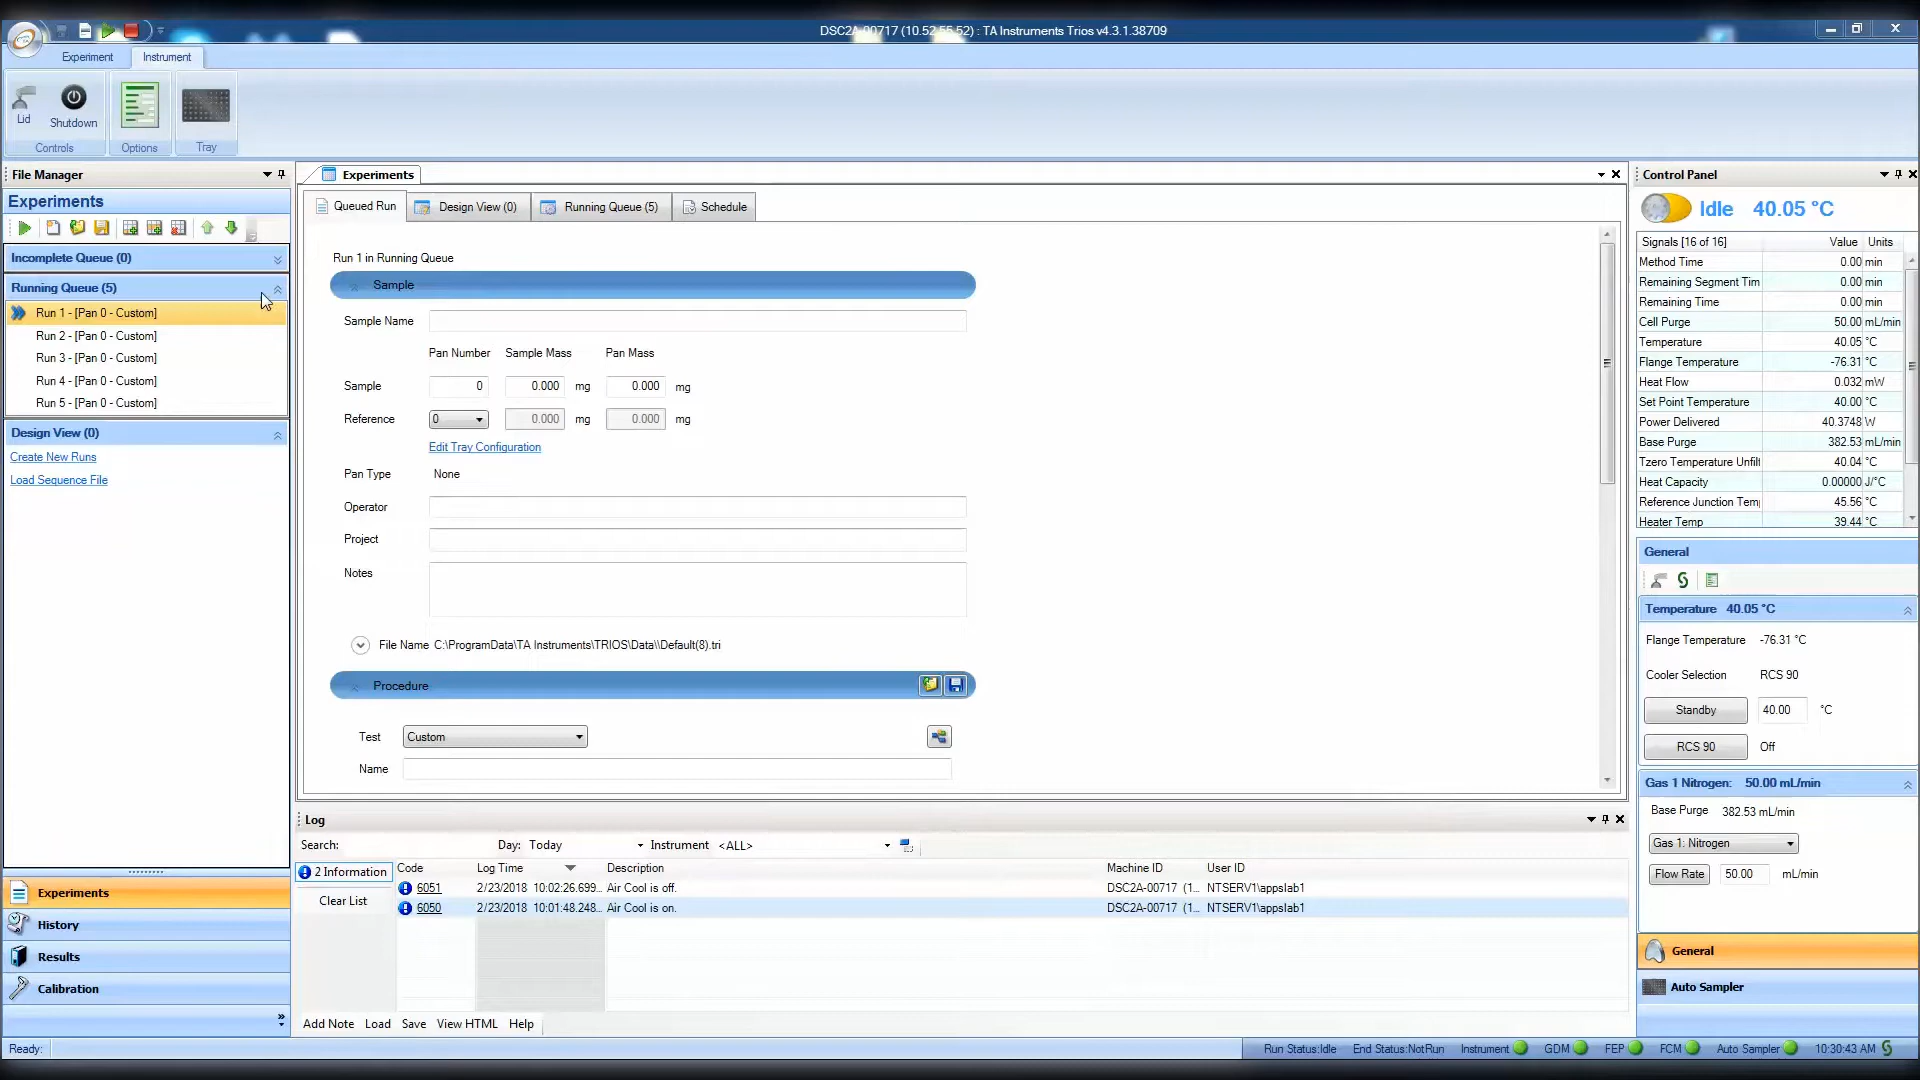 DSC2A-00717 (10.52.55.52) : TA Instruments Trios v4.3.1.38709
Experiment Instrument
Lid Shutdown
Controls Options Tray
File Manager
Experiments
Incomplete Queue (0)
Running Queue (5)
Run 1 - [Pan 0 - Custom]
Run 2 - [Pan 0 - Custom]
Run 3 - [Pan 0 - Custom]
Run 4 - [Pan 0 - Custom]
Run 5 - [Pan 0 - Custom]
Design View (0)
Create New Runs
Load Sequence File
Experiments
History
Results
Calibration
Experiments
Queued Run Design View (0) Running Queue (5) Schedule
Run 1 in Running Queue
Sample
Sample Name
Pan Number Sample Mass Pan Mass
Sample 0 0.000 mg 0.000 mg
Reference 0 0.000 mg 0.000 mg
Edit Tray Configuration
Pan Type None
Operator
Project
Notes
File Name C:\ProgramData\TA Instruments\TRIOS\Data\\Default(8).tri
Procedure
Test Custom
Name
Log
Search: Day: Today Instrument <ALL>
2 Information Code Log Time Description Machine ID User ID
6051 2/23/2018 10:02:26.699... Air Cool is off. DSC2A-00717 (1... NTSERV1\appslab1
Clear List
6050 2/23/2018 10:01:48.248... Air Cool is on. DSC2A-00717 (1... NTSERV1\appslab1
Add Note Load Save View HTML Help
Control Panel
Idle 40.05 °C
Signals [16 of 16] Value Units
Method Time 0.00 min
Remaining Segment Tim 0.00 min
Remaining Time 0.00 min
Cell Purge 50.00 mL/min
Temperature 40.05 °C
Flange Temperature -76.31 °C
Heat Flow 0.032 mW
Set Point Temperature 40.00 °C
Power Delivered 40.3748 W
Base Purge 382.53 mL/min
Tzero Temperature Unfilt 40.04 °C
Heat Capacity 0.00000 J/°C
Reference Junction Tem 45.56 °C
Heater Temp 39.44 °C
General
Temperature 40.05 °C
Flange Temperature -76.31 °C
Cooler Selection RCS 90
Standby 40.00 °C
RCS 90 Off
Gas 1 Nitrogen: 50.00 mL/min
Base Purge 382.53 mL/min
Gas 1: Nitrogen
Flow Rate 50.00 mL/min
General
Auto Sampler
Ready: Run Status:Idle End Status:NotRun Instrument GDM FEP FCM Auto Sampler 10:30:43 AM